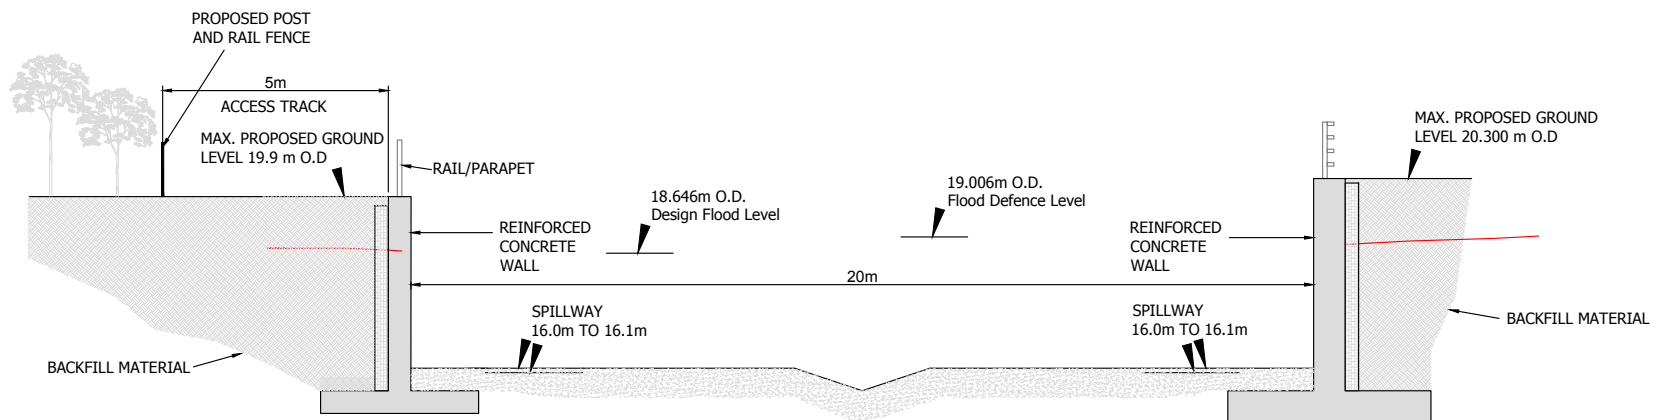 PROPOSED POST
AND RAIL FENCE
5m
ACCESS TRACK
MAX. PROPOSED GROUND
LEVEL 19.9 m O.D
RAIL/PARAPET
18.646m O.D.
Design Flood Level
19.006m O.D.
Flood Defence Level
MAX. PROPOSED GROUND
LEVEL 20.300 m O.D
REINFORCED
CONCRETE
WALL
REINFORCED
CONCRETE
WALL
20m
SPILLWAY
16.0m TO 16.1m
SPILLWAY
16.0m TO 16.1m
BACKFILL MATERIAL
BACKFILL MATERIAL